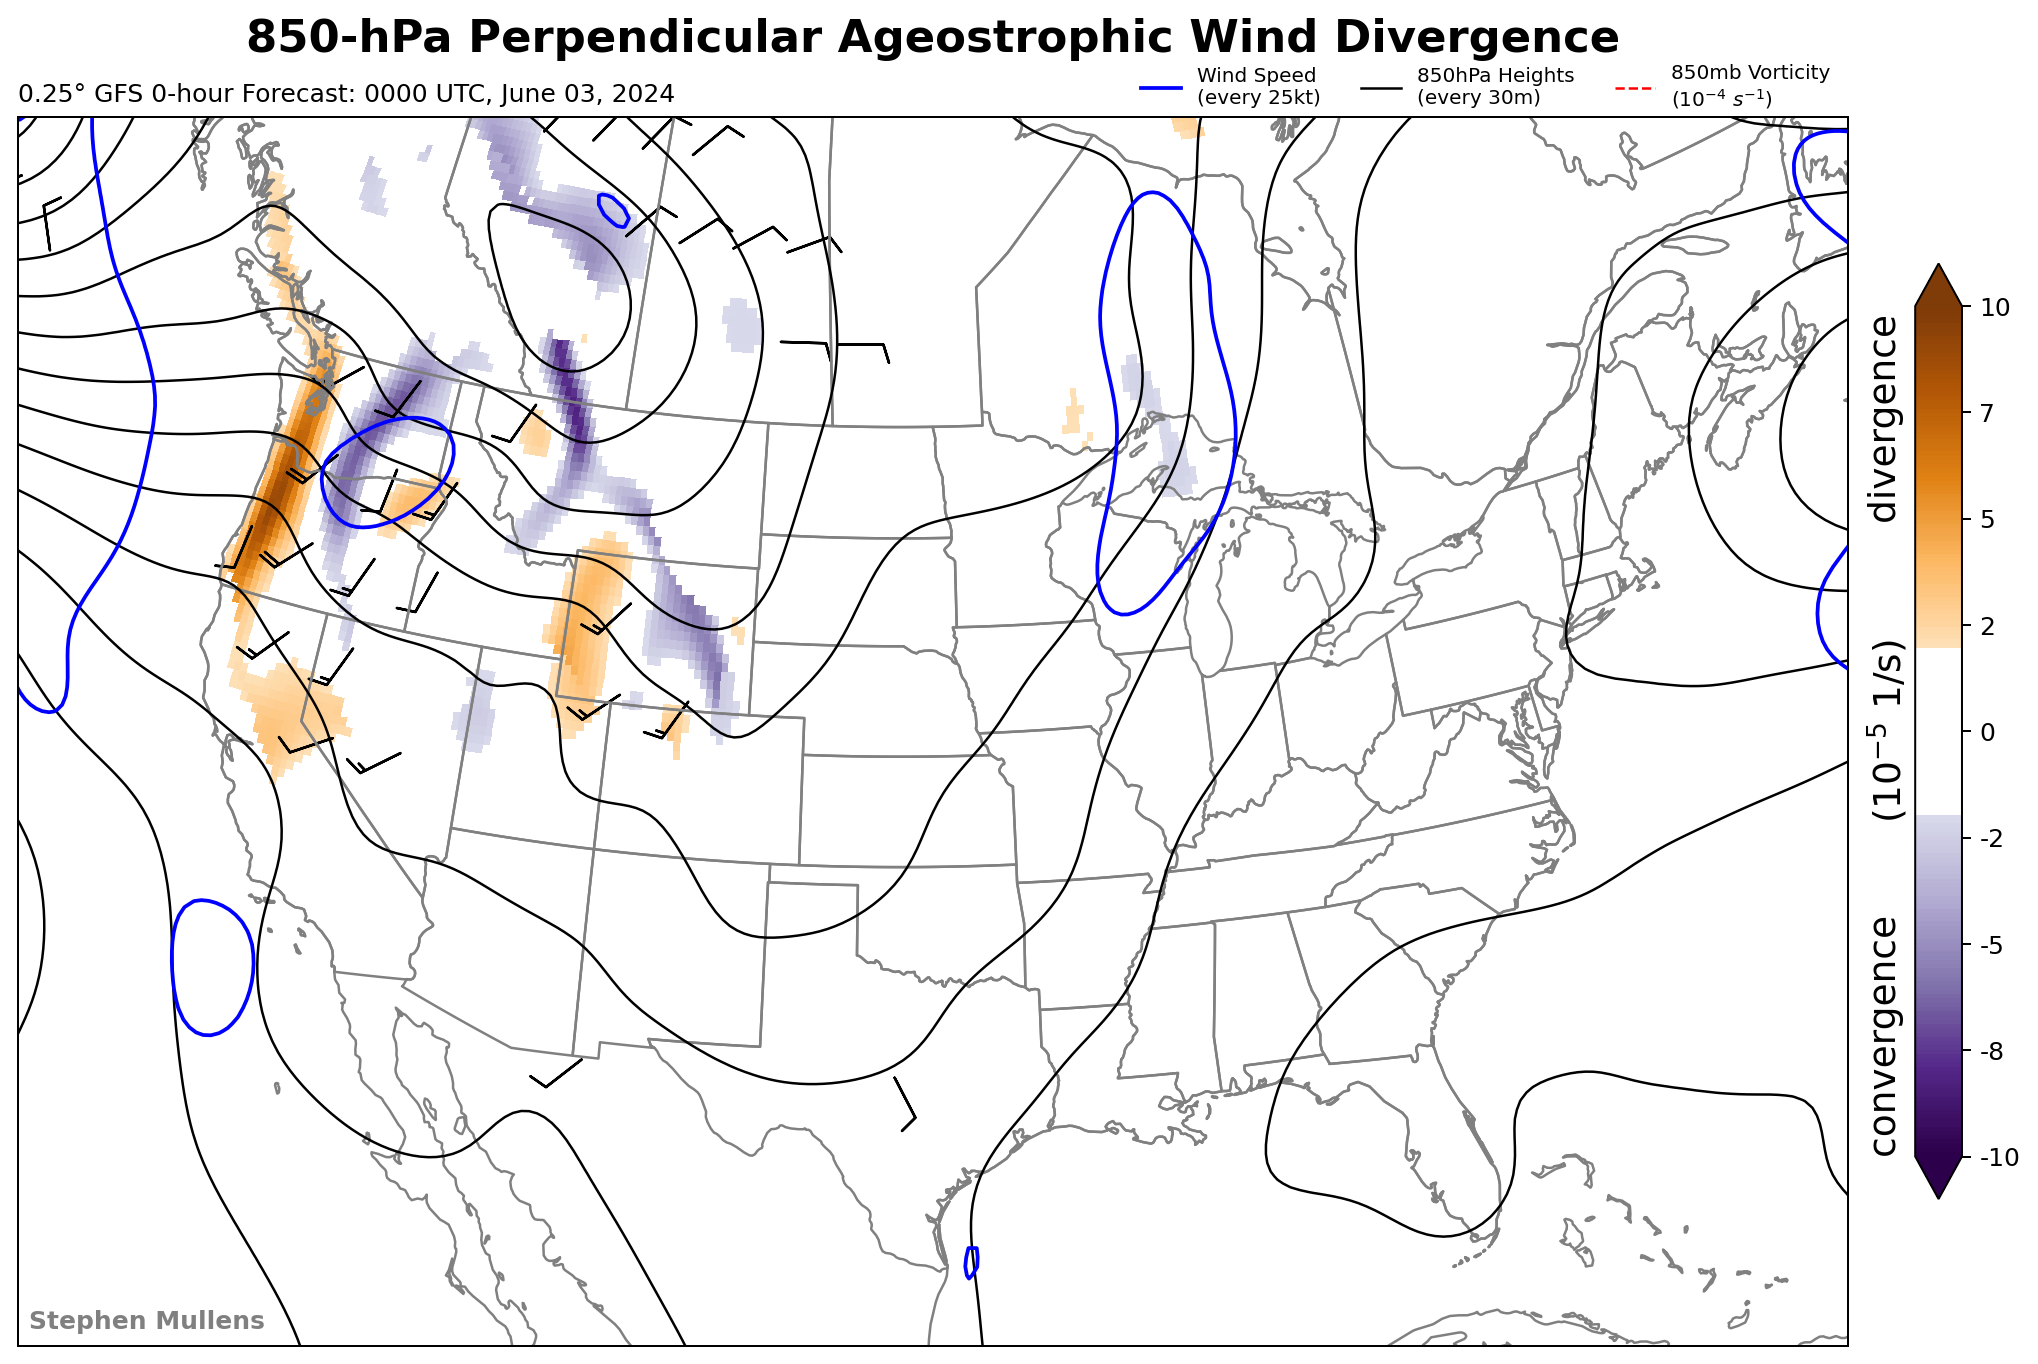 850-hPa Perpendicular Ageostrophic Wind Divergence
0.25° GFS 0-hour Forecast: 0000 UTC, June 03, 2024
Wind Speed
(every 25kt)
850hPa Heights
(every 30m)
850mb Vorticity
(10⁻⁴ s⁻¹)
10
7
5
2
0
-2
-5
-8
-10
convergence (10⁻⁵ 1/s) divergence
Stephen Mullens